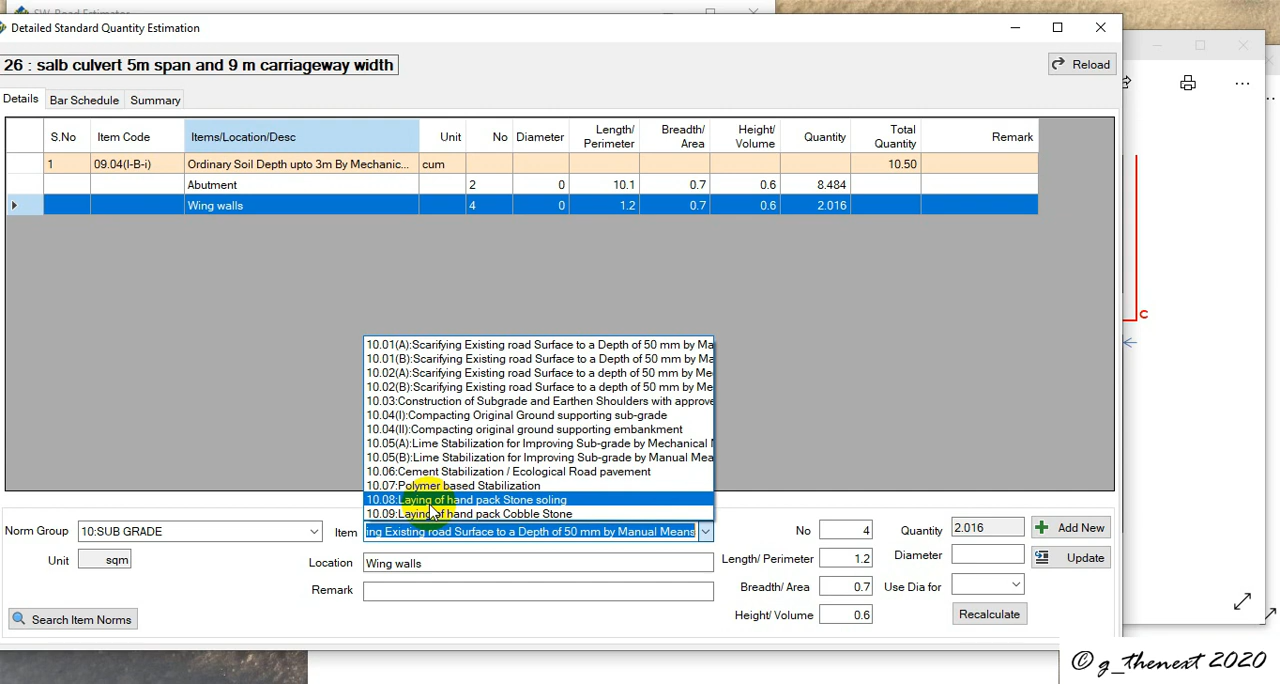 SW Road Estimator
Detailed Standard Quantity Estimation
26 : salb culvert 5m span and 9 m carriageway width
Reload
Details Bar Schedule Summary
S.No Item Code Items/Location/Desc Unit No Diameter Length/ Perimeter Breadth/ Area Height/ Volume Quantity Total Quantity Remark
1 09.04(I-B-i) Ordinary Soil Depth upto 3m By Mechanic... cum 10.50
Abutment 2 0 10.1 0.7 0.6 8.484
Wing walls 4 0 1.2 0.7 0.6 2.016
C
10.01(A):Scarifying Existing road Surface to a Depth of 50 mm by Ma
10.01(B):Scarifying Existing road Surface to a Depth of 50 mm by Ma
10.02(A):Scarifying Existing road Surface to a depth of 50 mm by Me
10.02(B):Scarifying Existing road Surface to a depth of 50 mm by Me
10.03:Construction of Subgrade and Earthen Shoulders with approve
10.04(I):Compacting Original Ground supporting sub-grade
10.04(II):Compacting original ground supporting embankment
10.05(A):Lime Stabilization for Improving Sub-grade by Mechanical
10.05(B):Lime Stabilization for Improving Sub-grade by Manual Mea
10.06:Cement Stabilization / Ecological Road pavement
10.07:Polymer based Stabilization
10.08:Laying of hand pack Stone soling
10.09:Laying of hand pack Cobble Stone
Norm Group 10:SUB GRADE Item ing Existing road Surface to a Depth of 50 mm by Manual Means No 4 Quantity 2.016 Add New
Unit sqm Location Wing walls Length/ Perimeter 1.2 Diameter Update
Remark Breadth/ Area 0.7 Use Dia for
Search Item Norms Height/ Volume 0.6 Recalculate
© g_thenext 2020